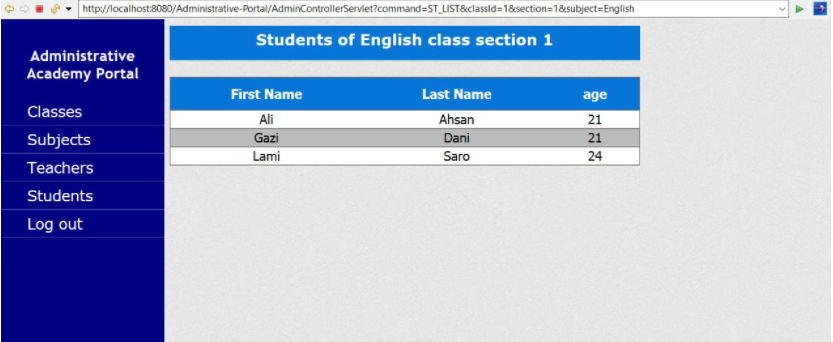 http://localhost:8080/Administrative-Portal/AdminControllerServlet?command=ST_LIST&classId=1&section=1&subject=English
Administrative
Academy Portal
Classes
Subjects
Teachers
Students
Log out
Students of English class section 1
First Name Last Name age
Ali Ahsan 21
Gazi Dani 21
Lami Saro 24